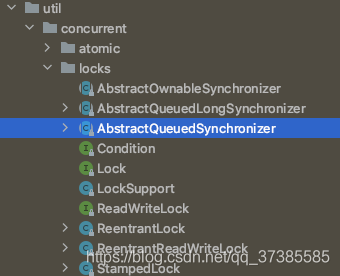 util
concurrent
atomic
locks
AbstractOwnableSynchronizer
AbstractQueuedLongSynchronizer
AbstractQueuedSynchronizer
Condition
Lock
LockSupport
ReadWriteLock
ReentrantLock
ReentrantReadWriteLock
https://blog.csdn.net/qq_37385585
StampedLock